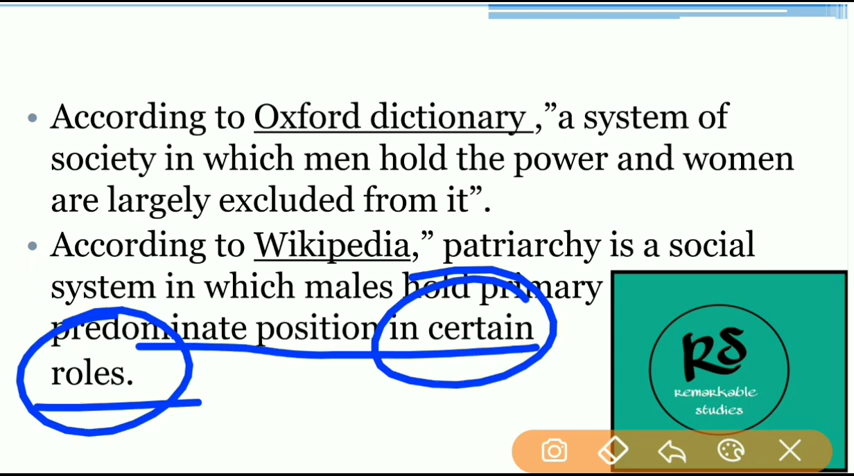 • According to Oxford dictionary ,”a system of
society in which men hold the power and women
are largely excluded from it”.
• According to Wikipedia,” patriarchy is a social
system in which males hold primary
predominate position in certain
roles.
RS
remarkable
studies